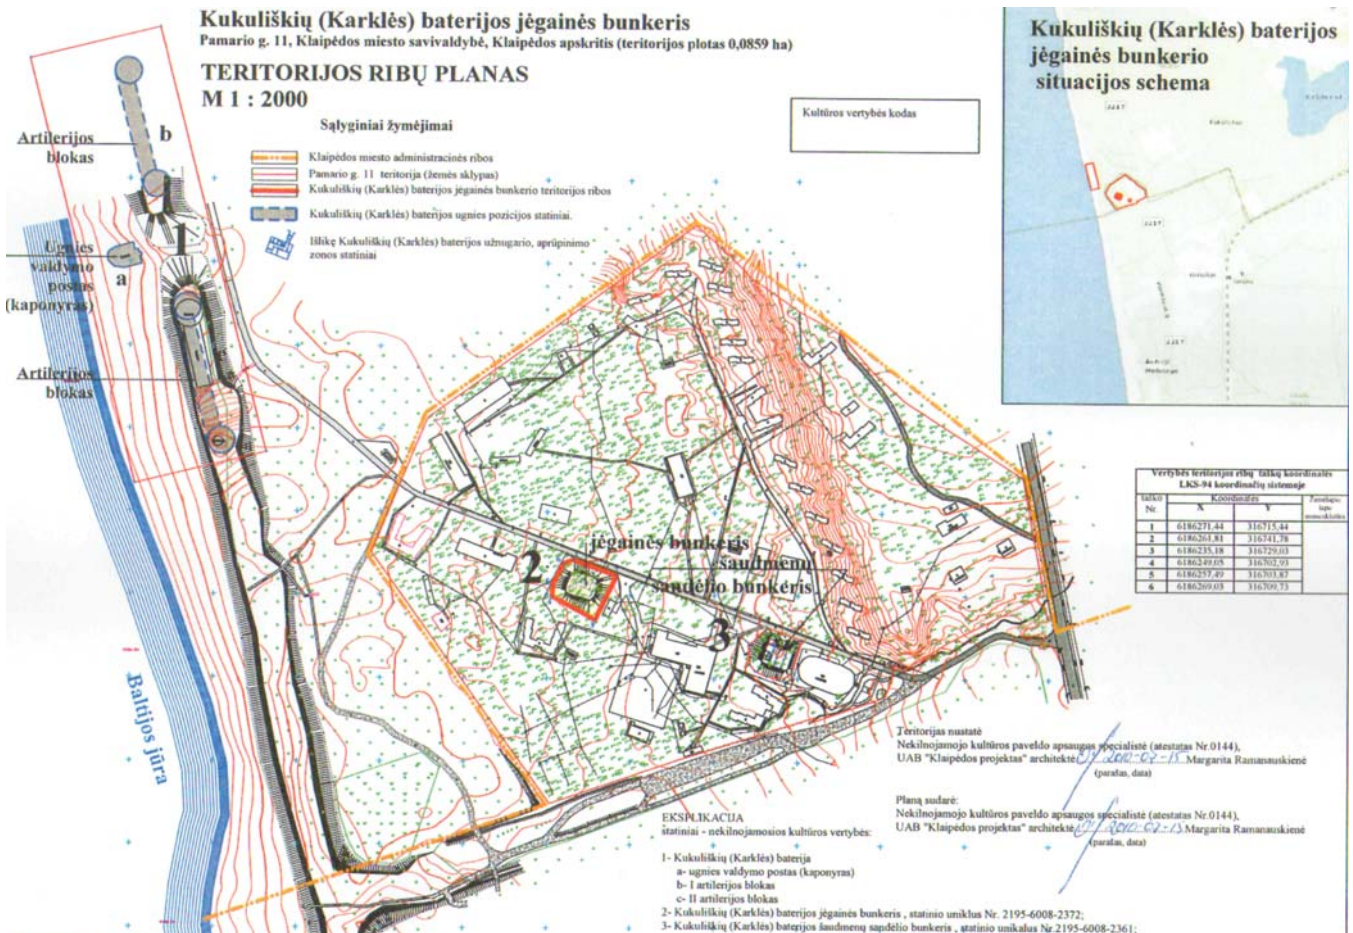 Kukuliškių (Karklės) baterijos jėgainės bunkeris
Pamario g. 11, Klaipėdos miesto savivaldybė, Klaipėdos apskritis (teritorijos plotas 0,0859 ha)
TERITORIJOS RIBŲ PLANAS
M 1 : 2000
Sąlyginiai žymėjimai
Klaipėdos miesto administracinės ribos
Pamario g. 11 teritorija (žemės sklypas)
Kukuliškių (Karklės) baterijos jėgainės bunkerio teritorijos ribos
Kukuliškių (Karklės) baterijos ugnies pozicijos statiniai.
Išlikę Kukuliškių (Karklės) baterijos užnugario, aprūpinimo
zonos statiniai
Kultūros vertybės kodas
Kukuliškių (Karklės) baterijos
jėgainės bunkerio
situacijos schema
Artilerijos
blokas
b
1
Ugnies
valdymo
postas
(kaponyras)
a
Artilerijos
blokas
Baltijos jūra
2
jėgainės bunkeris
šaudmenų
sandėlio bunkeris
3
Vertybės teritorijos ribų taškų koordinatės
LKS-94 koordinačių sistemoje
taško Nr.
Koordinatės
X Y
1 6186271,44 316715,44
2 6186261,81 316741,78
3 6186235,18 316729,03
4 6186249,05 316702,93
5 6186257,49 316703,87
6 6186269,03 316709,73
Teritorijas nustatė
Nekilnojamojo kultūros paveldo apsaugos specialistė (atestatas Nr.0144),
UAB "Klaipėdos projektas" architektė 2010-02-15 Margarita Ramanauskienė
(parašas, data)
Planą sudarė:
Nekilnojamojo kultūros paveldo apsaugos specialistė (atestatas Nr.0144),
UAB "Klaipėdos projektas" architektė 2010-02-15 Margarita Ramanauskienė
(parašas, data)
EKSPLIKACIJA
statiniai - nekilnojamosios kultūros vertybės:
1- Kukuliškių (Karklės) baterija
a- ugnies valdymo postas (kaponyras)
b- I artilerijos blokas
c- II artilerijos blokas
2- Kukuliškių (Karklės) baterijos jėgainės bunkeris , statinio uniklus Nr. 2195-6008-2372;
3- Kukuliškių (Karklės) baterijos šaudmenų sandėlio bunkeris , statinio unikalus Nr.2195-6008-2361;